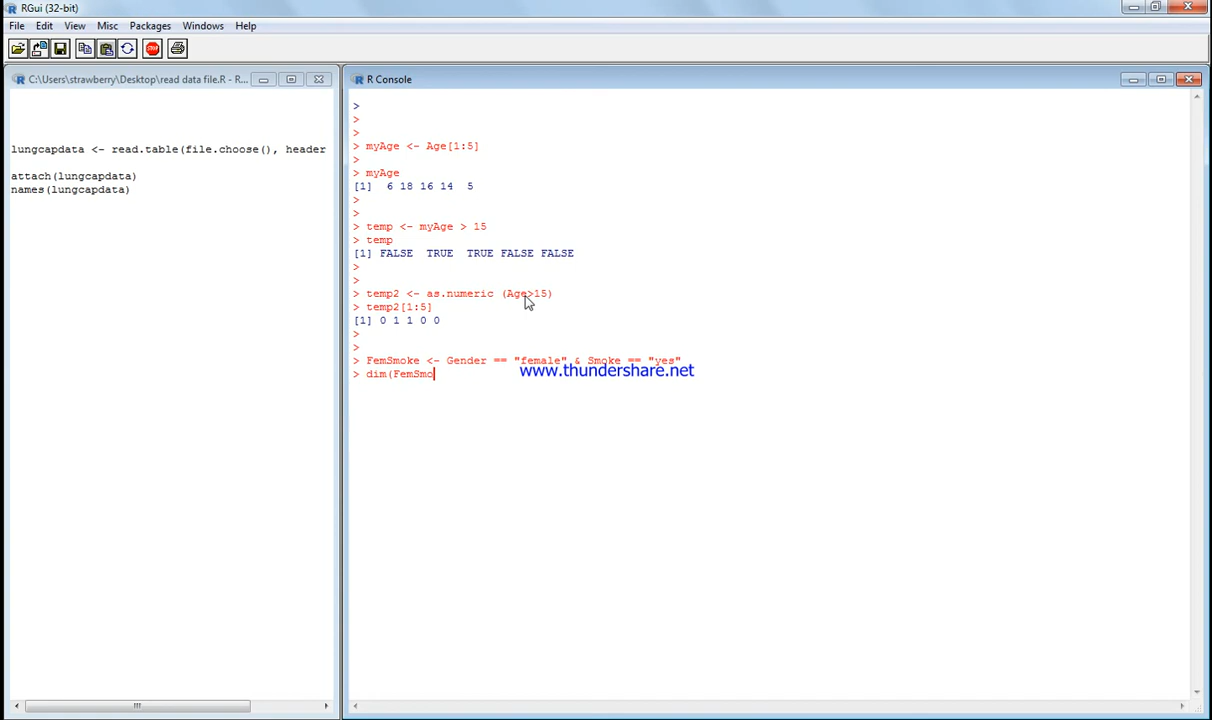 RGui (32-bit)
File Edit View Misc Packages Windows Help
C:\Users\strawberry\Desktop\read data file.R - R...
lungcapdata <- read.table(file.choose(), header
attach(lungcapdata)
names(lungcapdata)
R Console
>
>
>
> myAge <- Age[1:5]
>
> myAge
[1]  6 18 16 14  5
>
>
> temp <- myAge > 15
> temp
[1] FALSE  TRUE  TRUE FALSE FALSE
>
>
> temp2 <- as.numeric (Age>15)
> temp2[1:5]
[1] 0 1 1 0 0
>
>
> FemSmoke <- Gender == "female" & Smoke == "yes"
> dim(FemSmo
www.thundershare.net